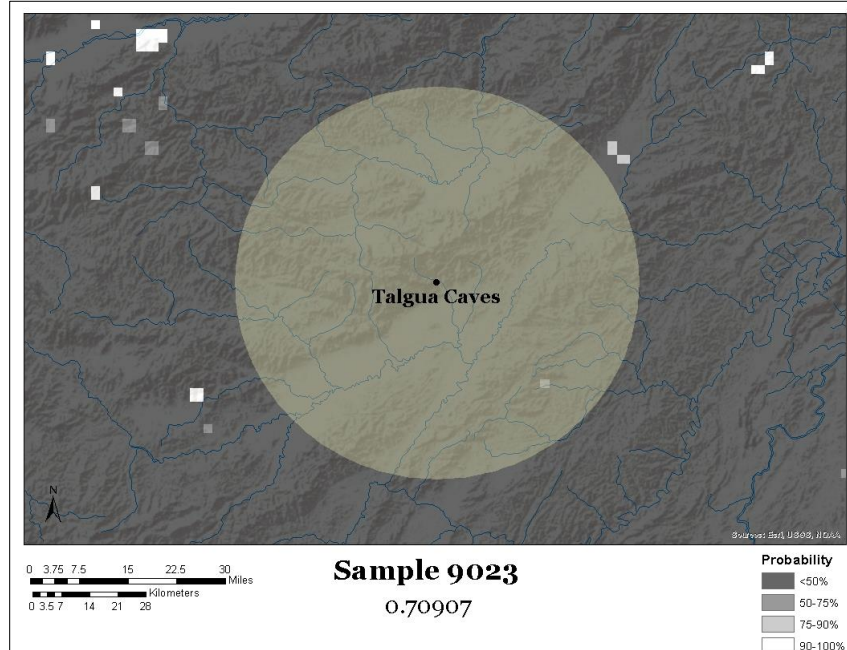 Talgua Caves
N
Sources: Esri, USGS, NOAA
0 3.75 7.5 15 22.5 30
Miles
Kilometers
0 3.5 7 14 21 28
Sample 9023
0.70907
Probability
<50%
50-75%
75-90%
90-100%